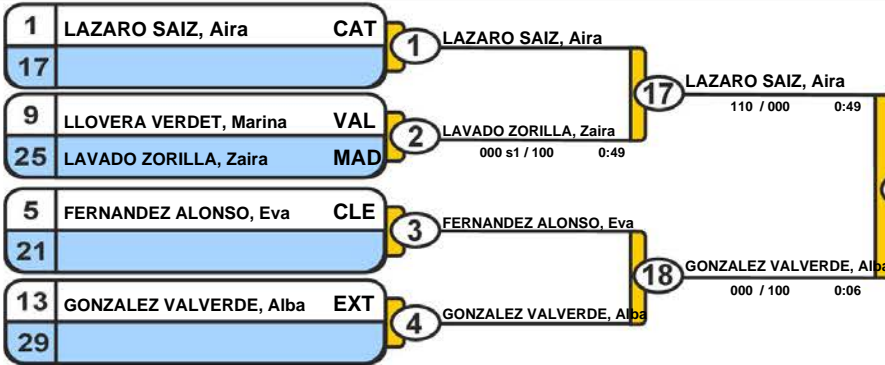 1 LAZARO SAIZ, Aira CAT
17
9 LLOVERA VERDET, Marina VAL
25 LAVADO ZORILLA, Zaira MAD
5 FERNANDEZ ALONSO, Eva CLE
21
13 GONZALEZ VALVERDE, Alba EXT
29
1 LAZARO SAIZ, Aira
2 LAVADO ZORILLA, Zaira
000 s1 / 100 0:49
3 FERNANDEZ ALONSO, Eva
4 GONZALEZ VALVERDE, Alba
17 LAZARO SAIZ, Aira
110 / 000 0:49
18 GONZALEZ VALVERDE, Alba
000 / 100 0:06